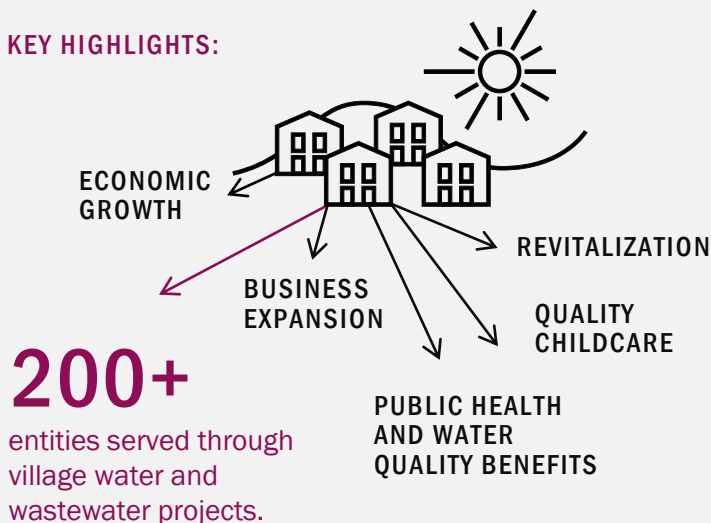 KEY HIGHLIGHTS:
ECONOMIC
GROWTH
REVITALIZATION
BUSINESS
EXPANSION
QUALITY
CHILDCARE
200+
entities served through
village water and
wastewater projects.
PUBLIC HEALTH
AND WATER
QUALITY BENEFITS